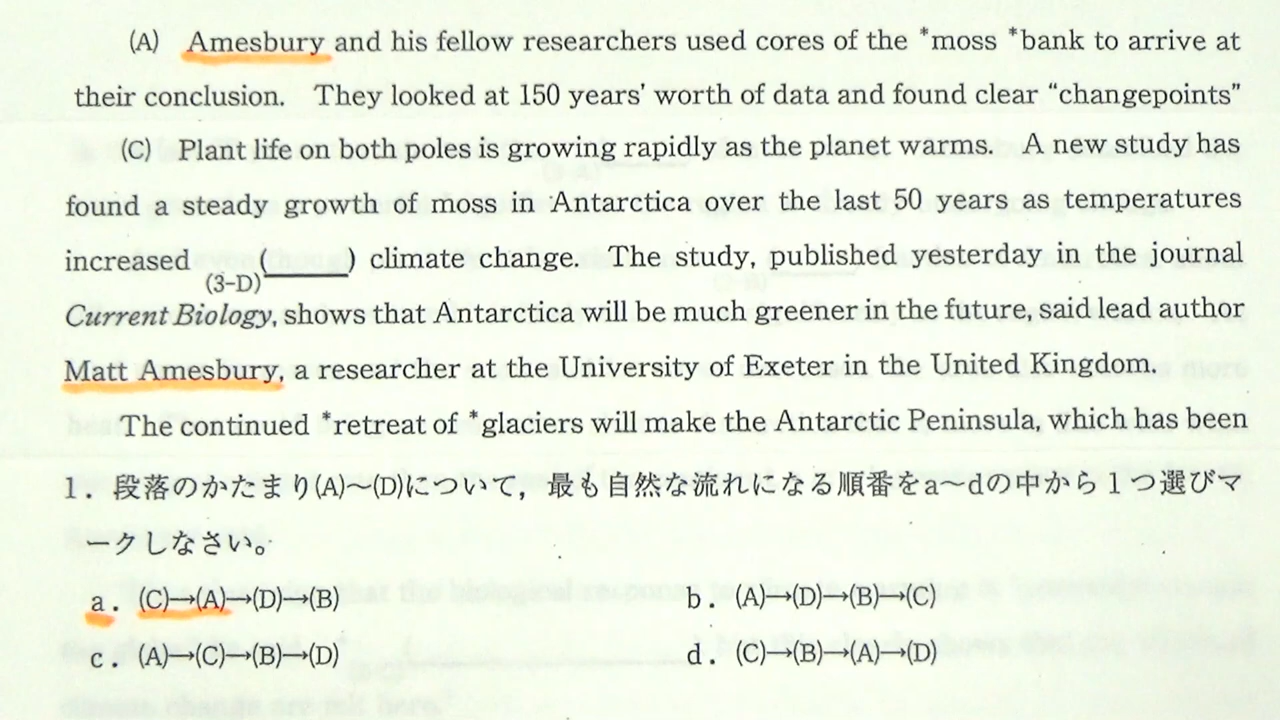 (A) Amesbury and his fellow researchers used cores of the *moss *bank to arrive at
their conclusion. They looked at 150 years' worth of data and found clear “changepoints”
(C) Plant life on both poles is growing rapidly as the planet warms. A new study has
found a steady growth of moss in Antarctica over the last 50 years as temperatures
increased (3-D)(______) climate change. The study, published yesterday in the journal
Current Biology, shows that Antarctica will be much greener in the future, said lead author
Matt Amesbury, a researcher at the University of Exeter in the United Kingdom.
The continued *retreat of *glaciers will make the Antarctic Peninsula, which has been
1. 段落のかたまり(A)~(D)について，最も自然な流れになる順番をa~dの中から1つ選びマ
ークしなさい。
a. (C)→(A)→(D)→(B) b. (A)→(D)→(B)→(C)
c. (A)→(C)→(B)→(D) d. (C)→(B)→(A)→(D)